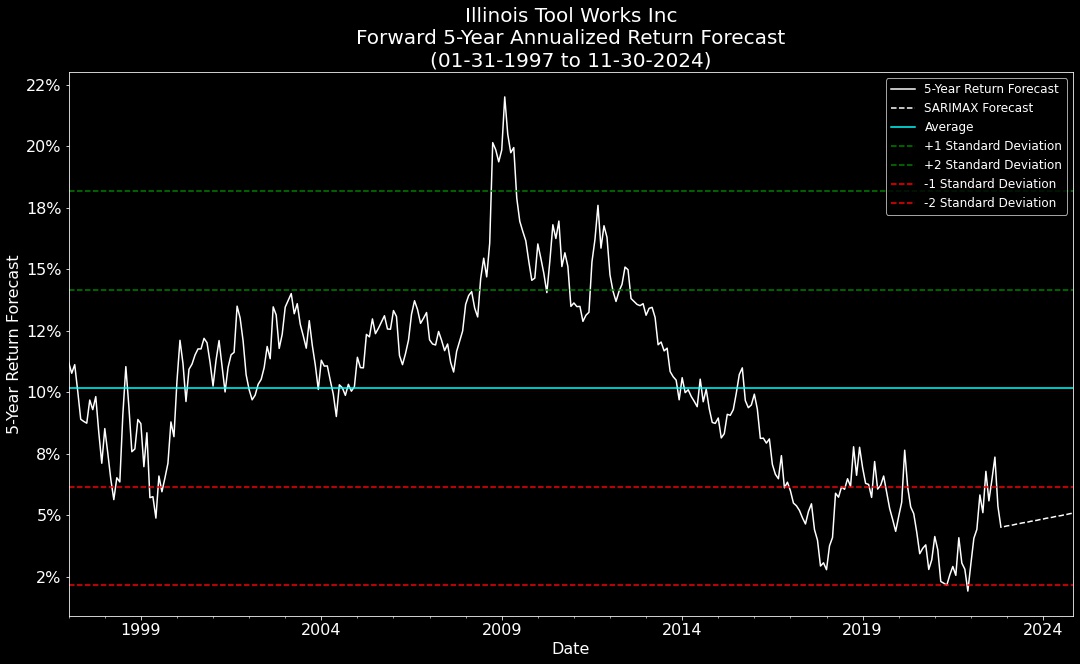 Illinois Tool Works Inc
Forward 5-Year Annualized Return Forecast
(01-31-1997 to 11-30-2024)
22%
20%
18%
15%
12%
10%
8%
5%
2%
5-Year Return Forecast
5-Year Return Forecast
SARIMAX Forecast
Average
+1 Standard Deviation
+2 Standard Deviation
-1 Standard Deviation
-2 Standard Deviation
1999 2004 2009 2014 2019 2024
Date